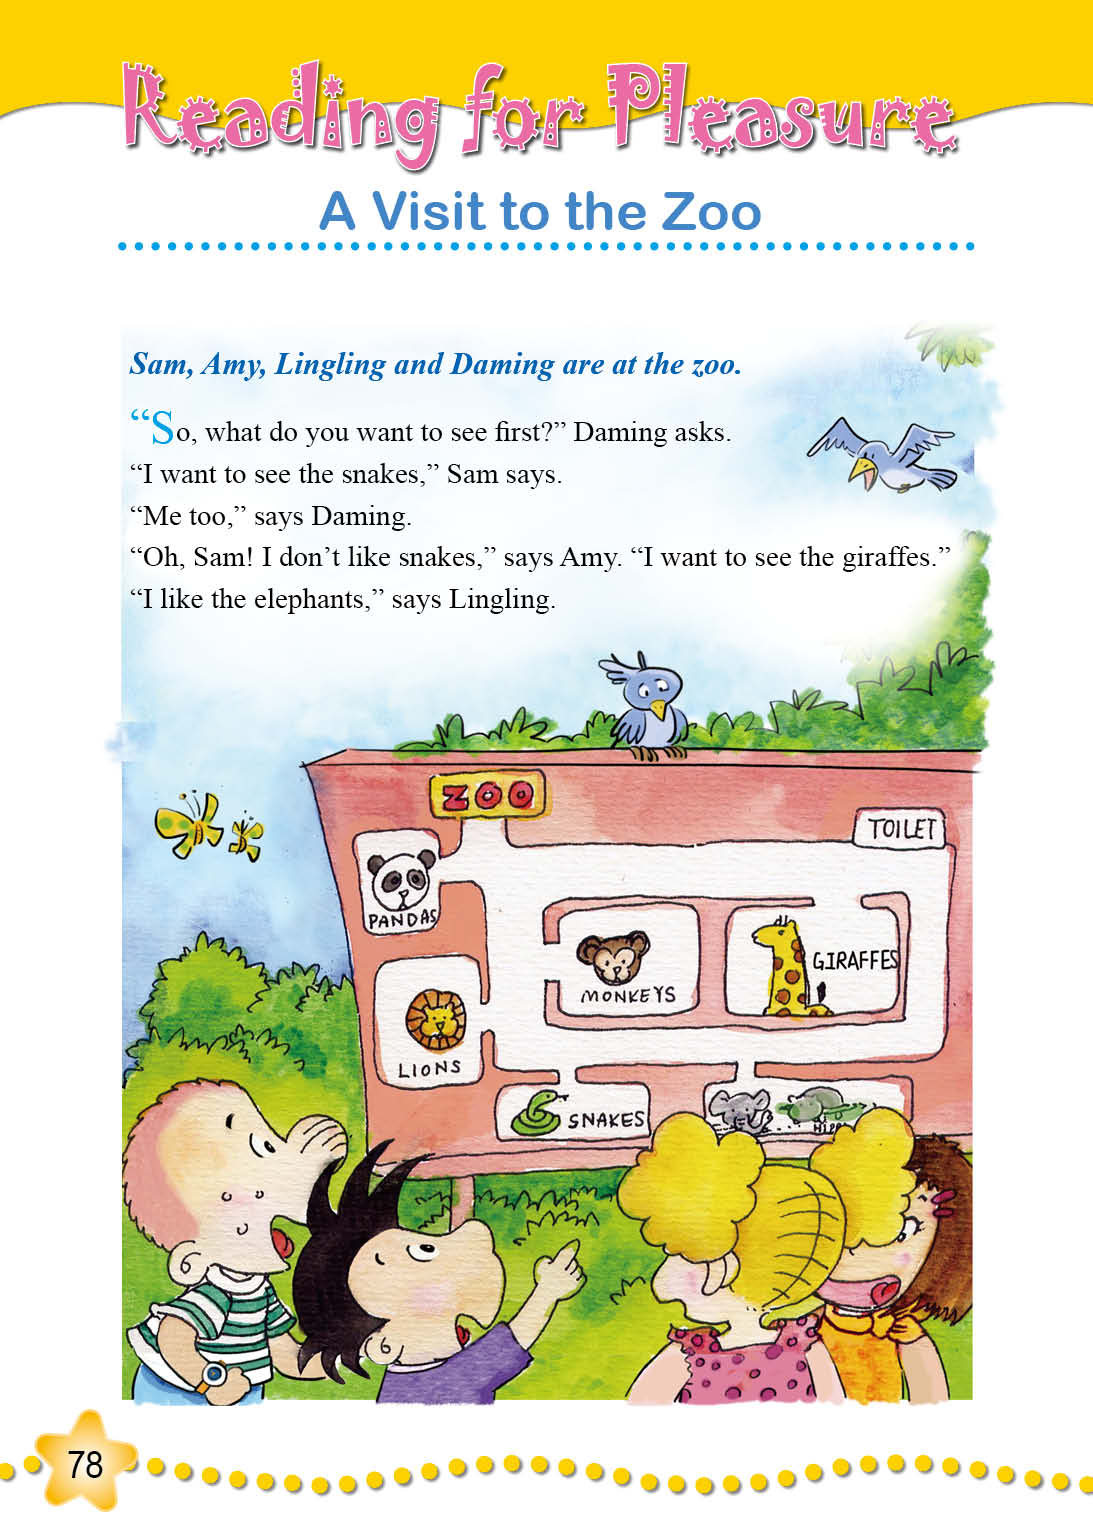 Reading for Pleasure
A Visit to the Zoo
Sam, Amy, Lingling and Daming are at the zoo.
“So, what do you want to see first?” Daming asks.
“I want to see the snakes,” Sam says.
“Me too,” says Daming.
“Oh, Sam! I don’t like snakes,” says Amy. “I want to see the giraffes.”
“I like the elephants,” says Lingling.
ZOO
TOILET
PANDAS
MONKEYS
GIRAFFES
LIONS
SNAKES
78